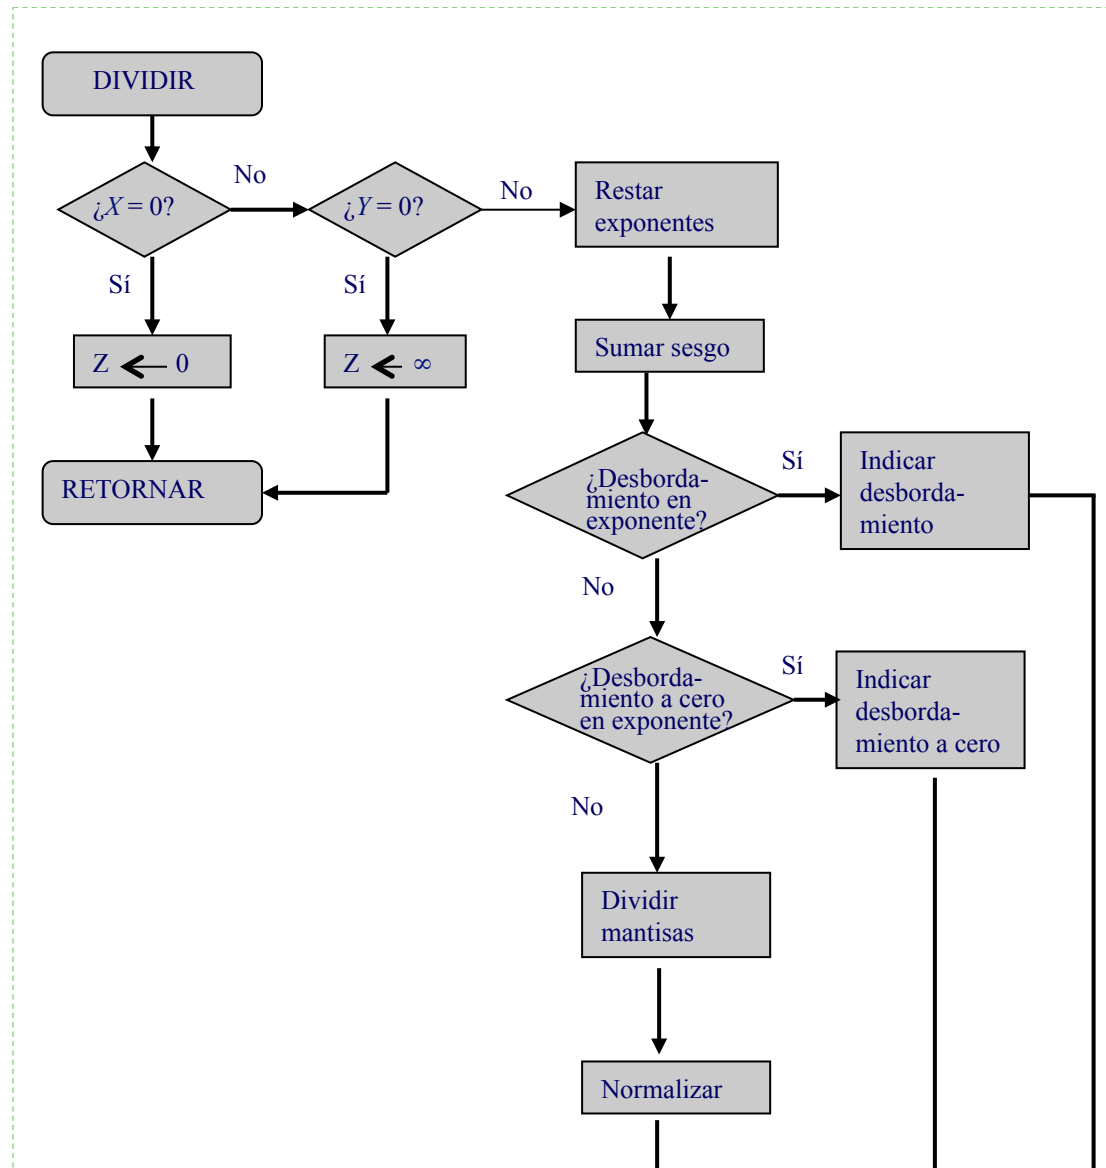 DIVIDIR
¿X = 0?
No
¿Y = 0?
No
Restar
exponentes
Sí
Sí
Z ← 0
Z ← ∞
Sumar sesgo
RETORNAR
¿Desborda-
miento en
exponente?
Sí
Indicar
desborda-
miento
No
¿Desborda-
miento a cero
en exponente?
Sí
Indicar
desborda-
miento a cero
No
Dividir
mantisas
Normalizar